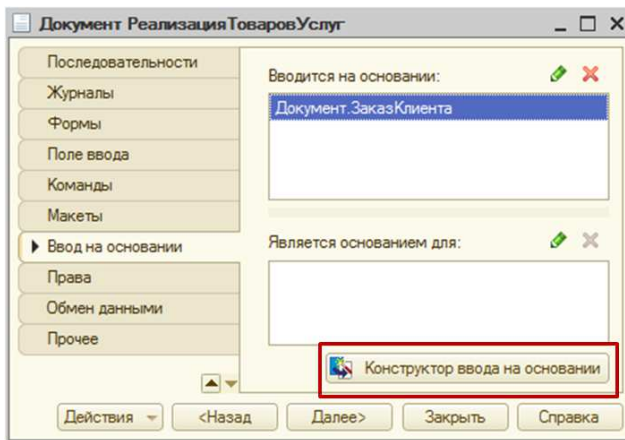 Документ РеализацияТоваровУслуг
Последовательности
Журналы
Формы
Поле ввода
Команды
Макеты
Ввод на основании
Права
Обмен данными
Прочее
Вводится на основании:
Документ.ЗаказКлиента
Является основанием для:
Конструктор ввода на основании
Действия
<Назад
Далее>
Закрыть
Справка